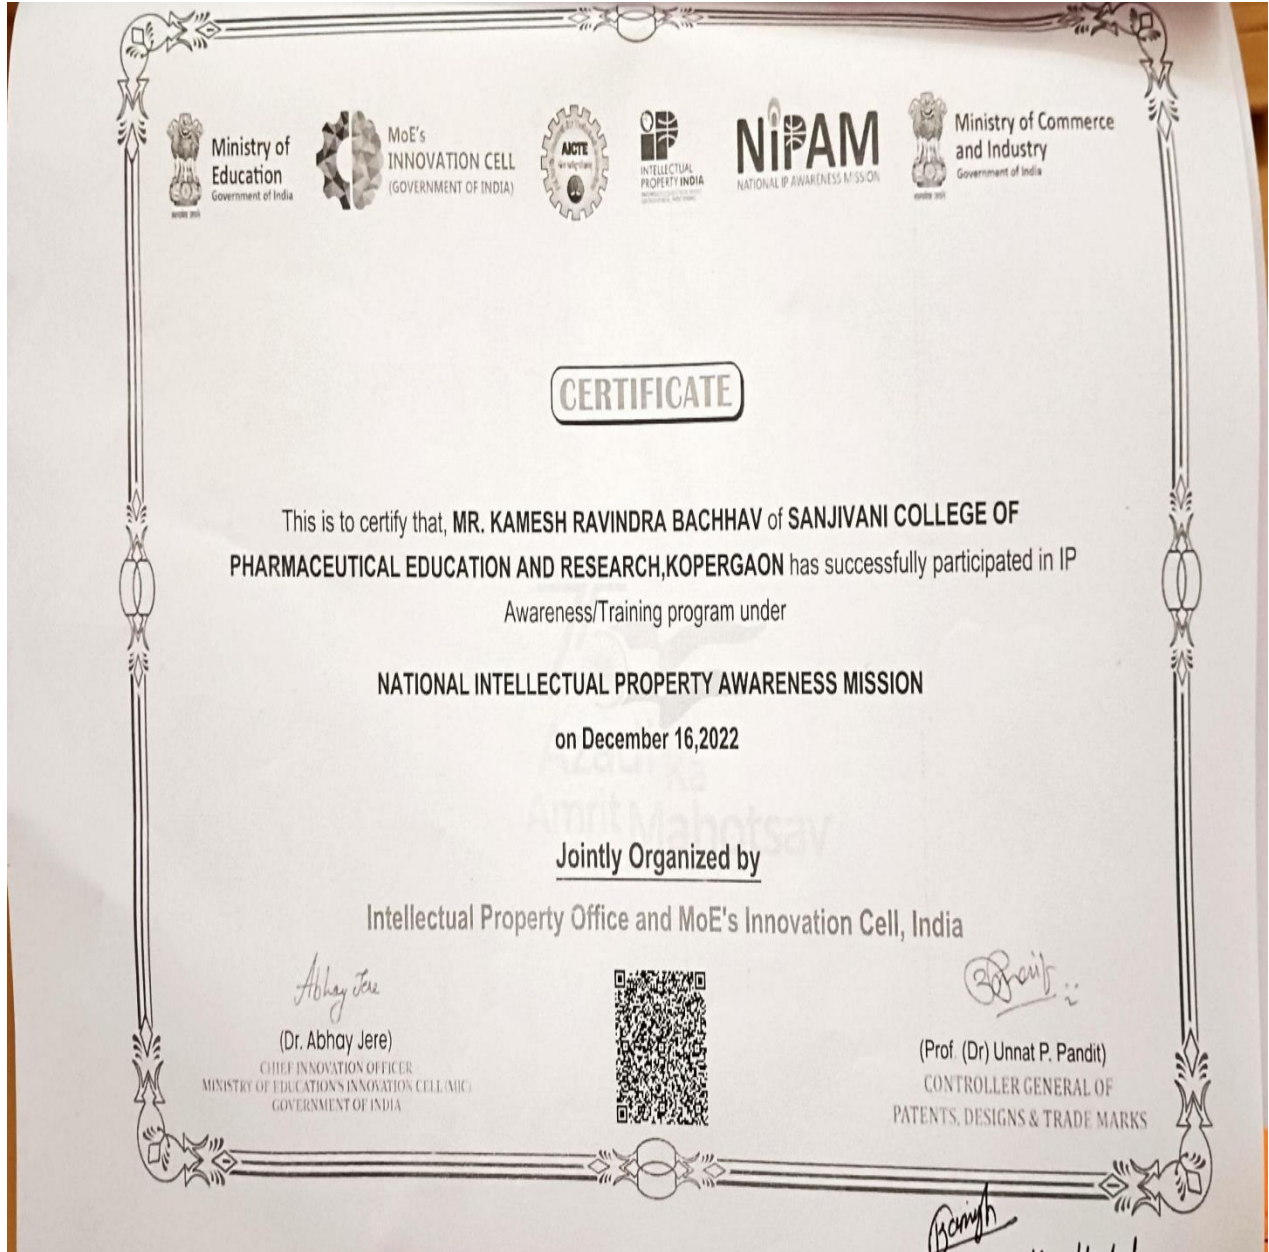 Ministry of
Education
Government of India
MoE's
INNOVATION CELL
(GOVERNMENT OF INDIA)
AICTE
INTELLECTUAL
PROPERTY INDIA
NiPAM
NATIONAL IP AWARENESS MISSION
Ministry of Commerce
and Industry
Government of India
CERTIFICATE
This is to certify that, MR. KAMESH RAVINDRA BACHHAV of SANJIVANI COLLEGE OF
PHARMACEUTICAL EDUCATION AND RESEARCH,KOPERGAON has successfully participated in IP
Awareness/Training program under
75
NATIONAL INTELLECTUAL PROPERTY AWARENESS MISSION
on December 16,2022
Azadi
Ka
Amrit Mahotsav
Jointly Organized by
Intellectual Property Office and MoE's Innovation Cell, India
Abhay Jere
(Dr. Abhay Jere)
CHIEF INNOVATION OFFICER
MINISTRY OF EDUCATION'S INNOVATION CELL (MIC)
GOVERNMENT OF INDIA
(Prof. (Dr) Unnat P. Pandit)
CONTROLLER GENERAL OF
PATENTS, DESIGNS & TRADE MARKS